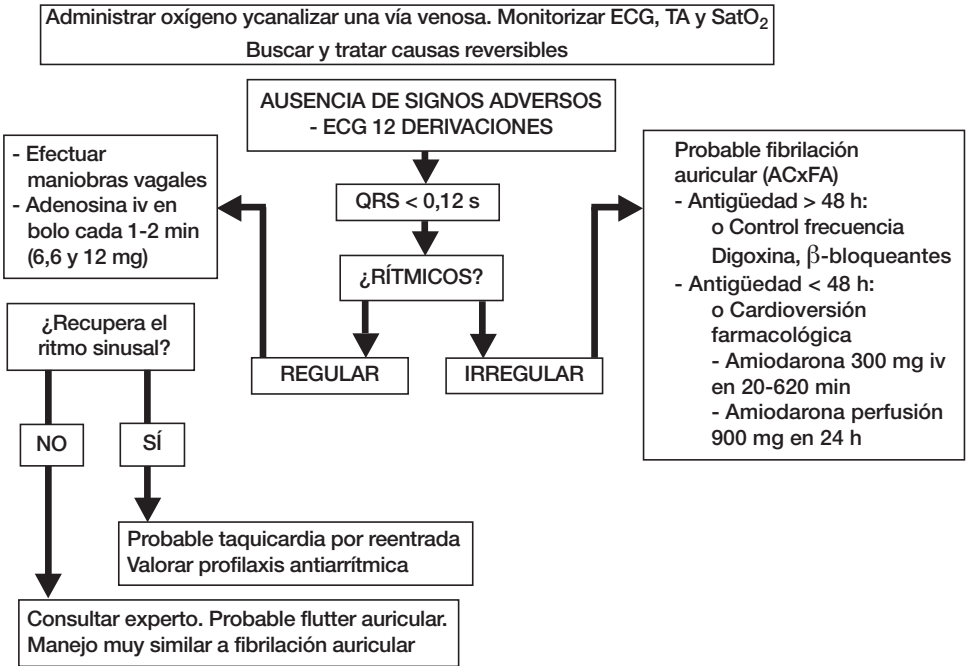 Administrar oxígeno ycanalizar una vía venosa. Monitorizar ECG, TA y SatO₂
Buscar y tratar causas reversibles
AUSENCIA DE SIGNOS ADVERSOS
- ECG 12 DERIVACIONES
- Efectuar
maniobras vagales
- Adenosina iv en
bolo cada 1-2 min
(6,6 y 12 mg)
QRS < 0,12 s
¿RÍTMICOS?
REGULAR
IRREGULAR
Probable fibrilación
auricular (ACxFA)
- Antigüedad > 48 h:
o Control frecuencia
Digoxina, β-bloqueantes
- Antigüedad < 48 h:
o Cardioversión
farmacológica
- Amiodarona 300 mg iv
en 20-620 min
- Amiodarona perfusión
900 mg en 24 h
¿Recupera el
ritmo sinusal?
NO
SÍ
Probable taquicardia por reentrada
Valorar profilaxis antiarrítmica
Consultar experto. Probable flutter auricular.
Manejo muy similar a fibrilación auricular